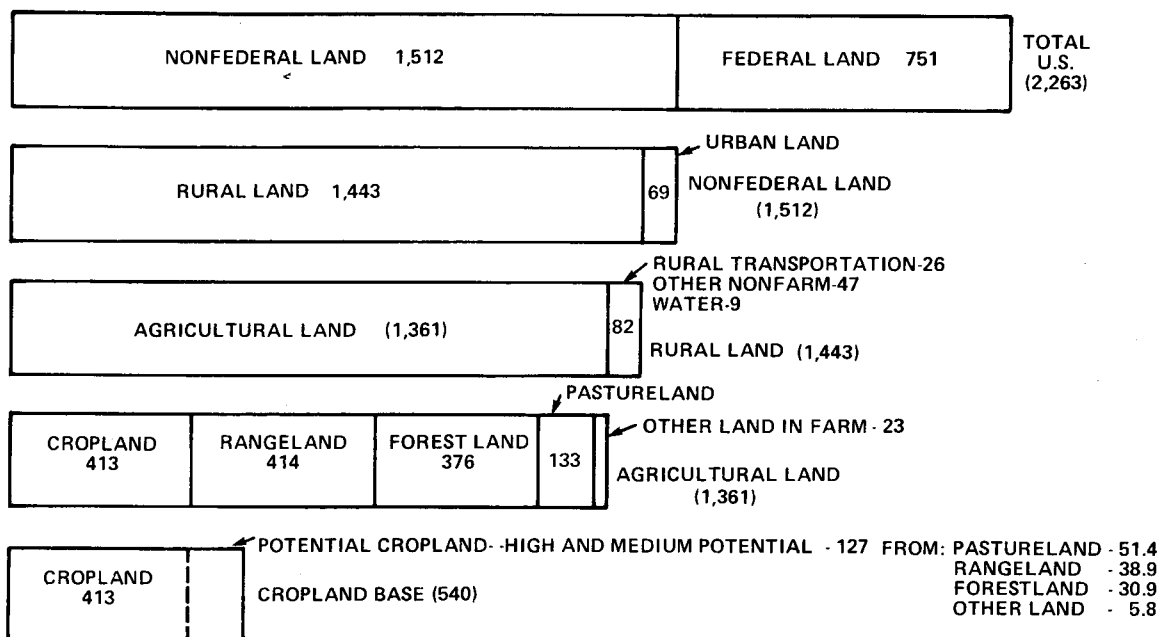 NONFEDERAL LAND 1,512
FEDERAL LAND 751
TOTAL
U.S.
(2,263)
URBAN LAND
RURAL LAND 1,443
69
NONFEDERAL LAND
(1,512)
RURAL TRANSPORTATION-26
OTHER NONFARM-47
WATER-9
AGRICULTURAL LAND (1,361)
82
RURAL LAND (1,443)
PASTURELAND
CROPLAND
413
RANGELAND
414
FOREST LAND
376
133
OTHER LAND IN FARM - 23
AGRICULTURAL LAND
(1,361)
POTENTIAL CROPLAND- -HIGH AND MEDIUM POTENTIAL - 127 FROM: PASTURELAND - 51.4
RANGELAND - 38.9
FORESTLAND - 30.9
OTHER LAND - 5.8
CROPLAND
413
CROPLAND BASE (540)